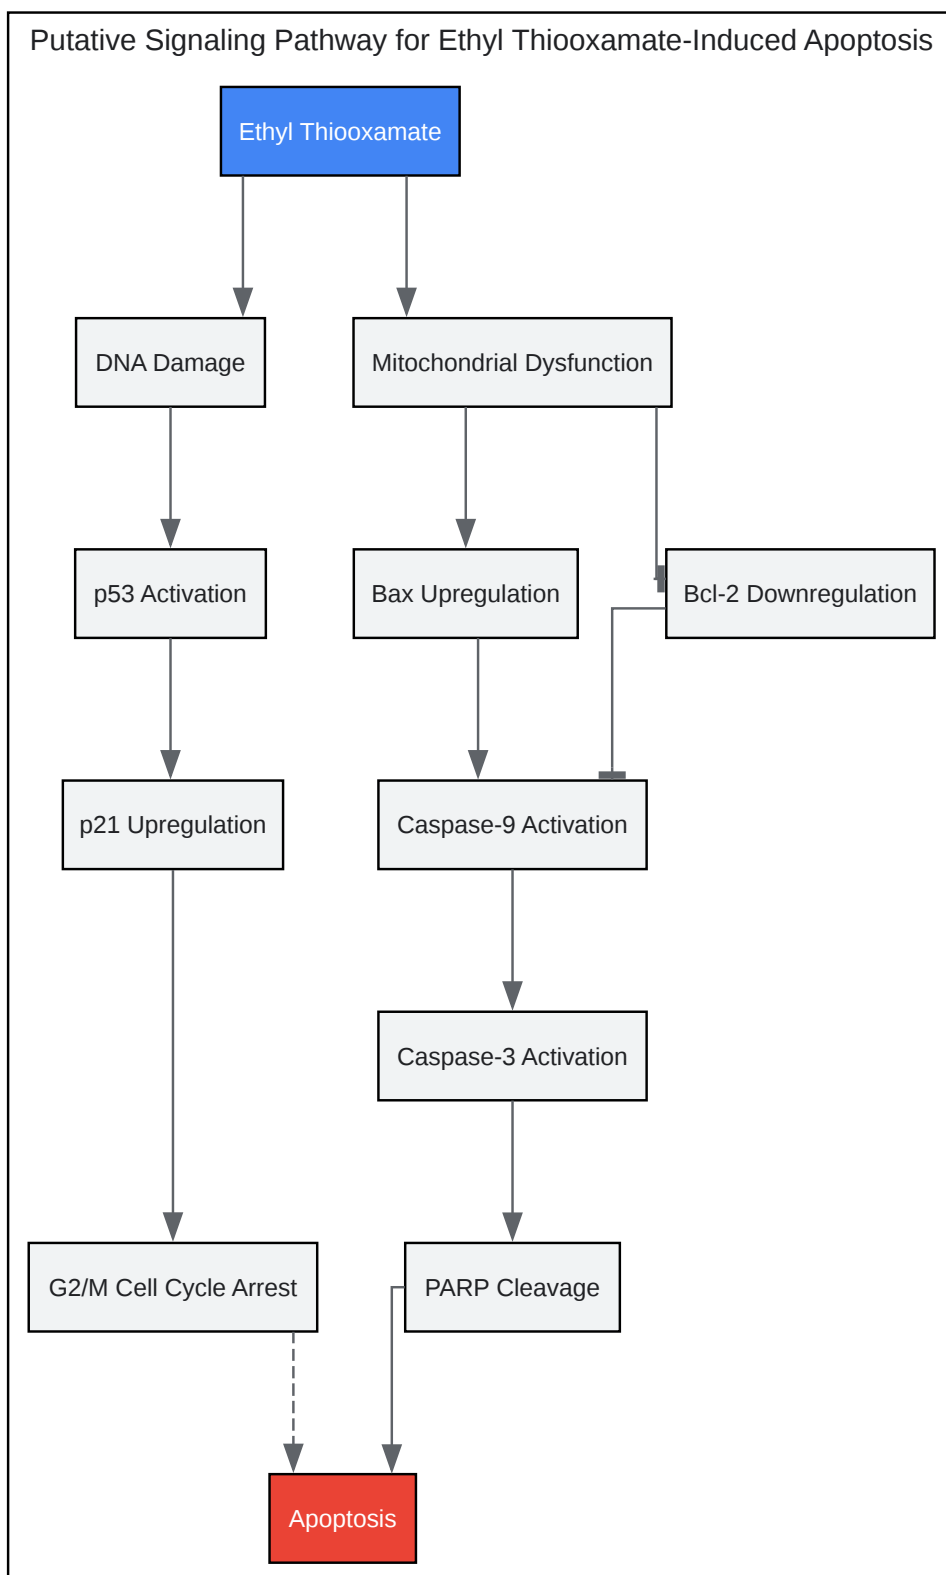 Putative Signaling Pathway for Ethyl Thiooxamate-Induced Apoptosis
Ethyl Thiooxamate
DNA Damage
Mitochondrial Dysfunction
p53 Activation
Bax Upregulation
Bcl-2 Downregulation
p21 Upregulation
Caspase-9 Activation
Caspase-3 Activation
G2/M Cell Cycle Arrest
PARP Cleavage
Apoptosis